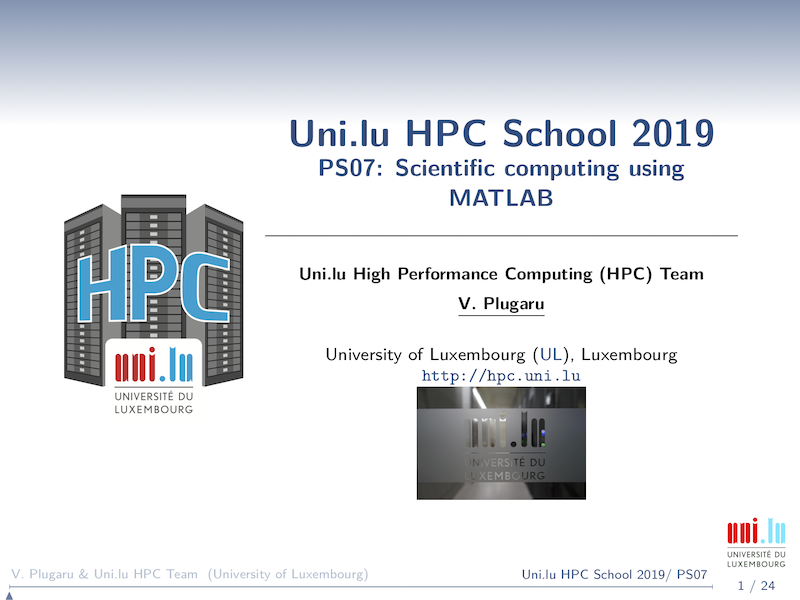 Uni.lu HPC School 2019
PS07: Scientific computing using
MATLAB
Uni.lu High Performance Computing (HPC) Team
V. Plugaru
University of Luxembourg (UL), Luxembourg
http://hpc.uni.lu
HPC
uni.lu
UNIVERSITÉ DU
LUXEMBOURG
uni.lu
UNIVERSITÉ DU
LUXEMBOURG
uni.lu
UNIVERSITÉ DU
LUXEMBOURG
V. Plugaru & Uni.lu HPC Team (University of Luxembourg)
Uni.lu HPC School 2019/ PS07
1 / 24